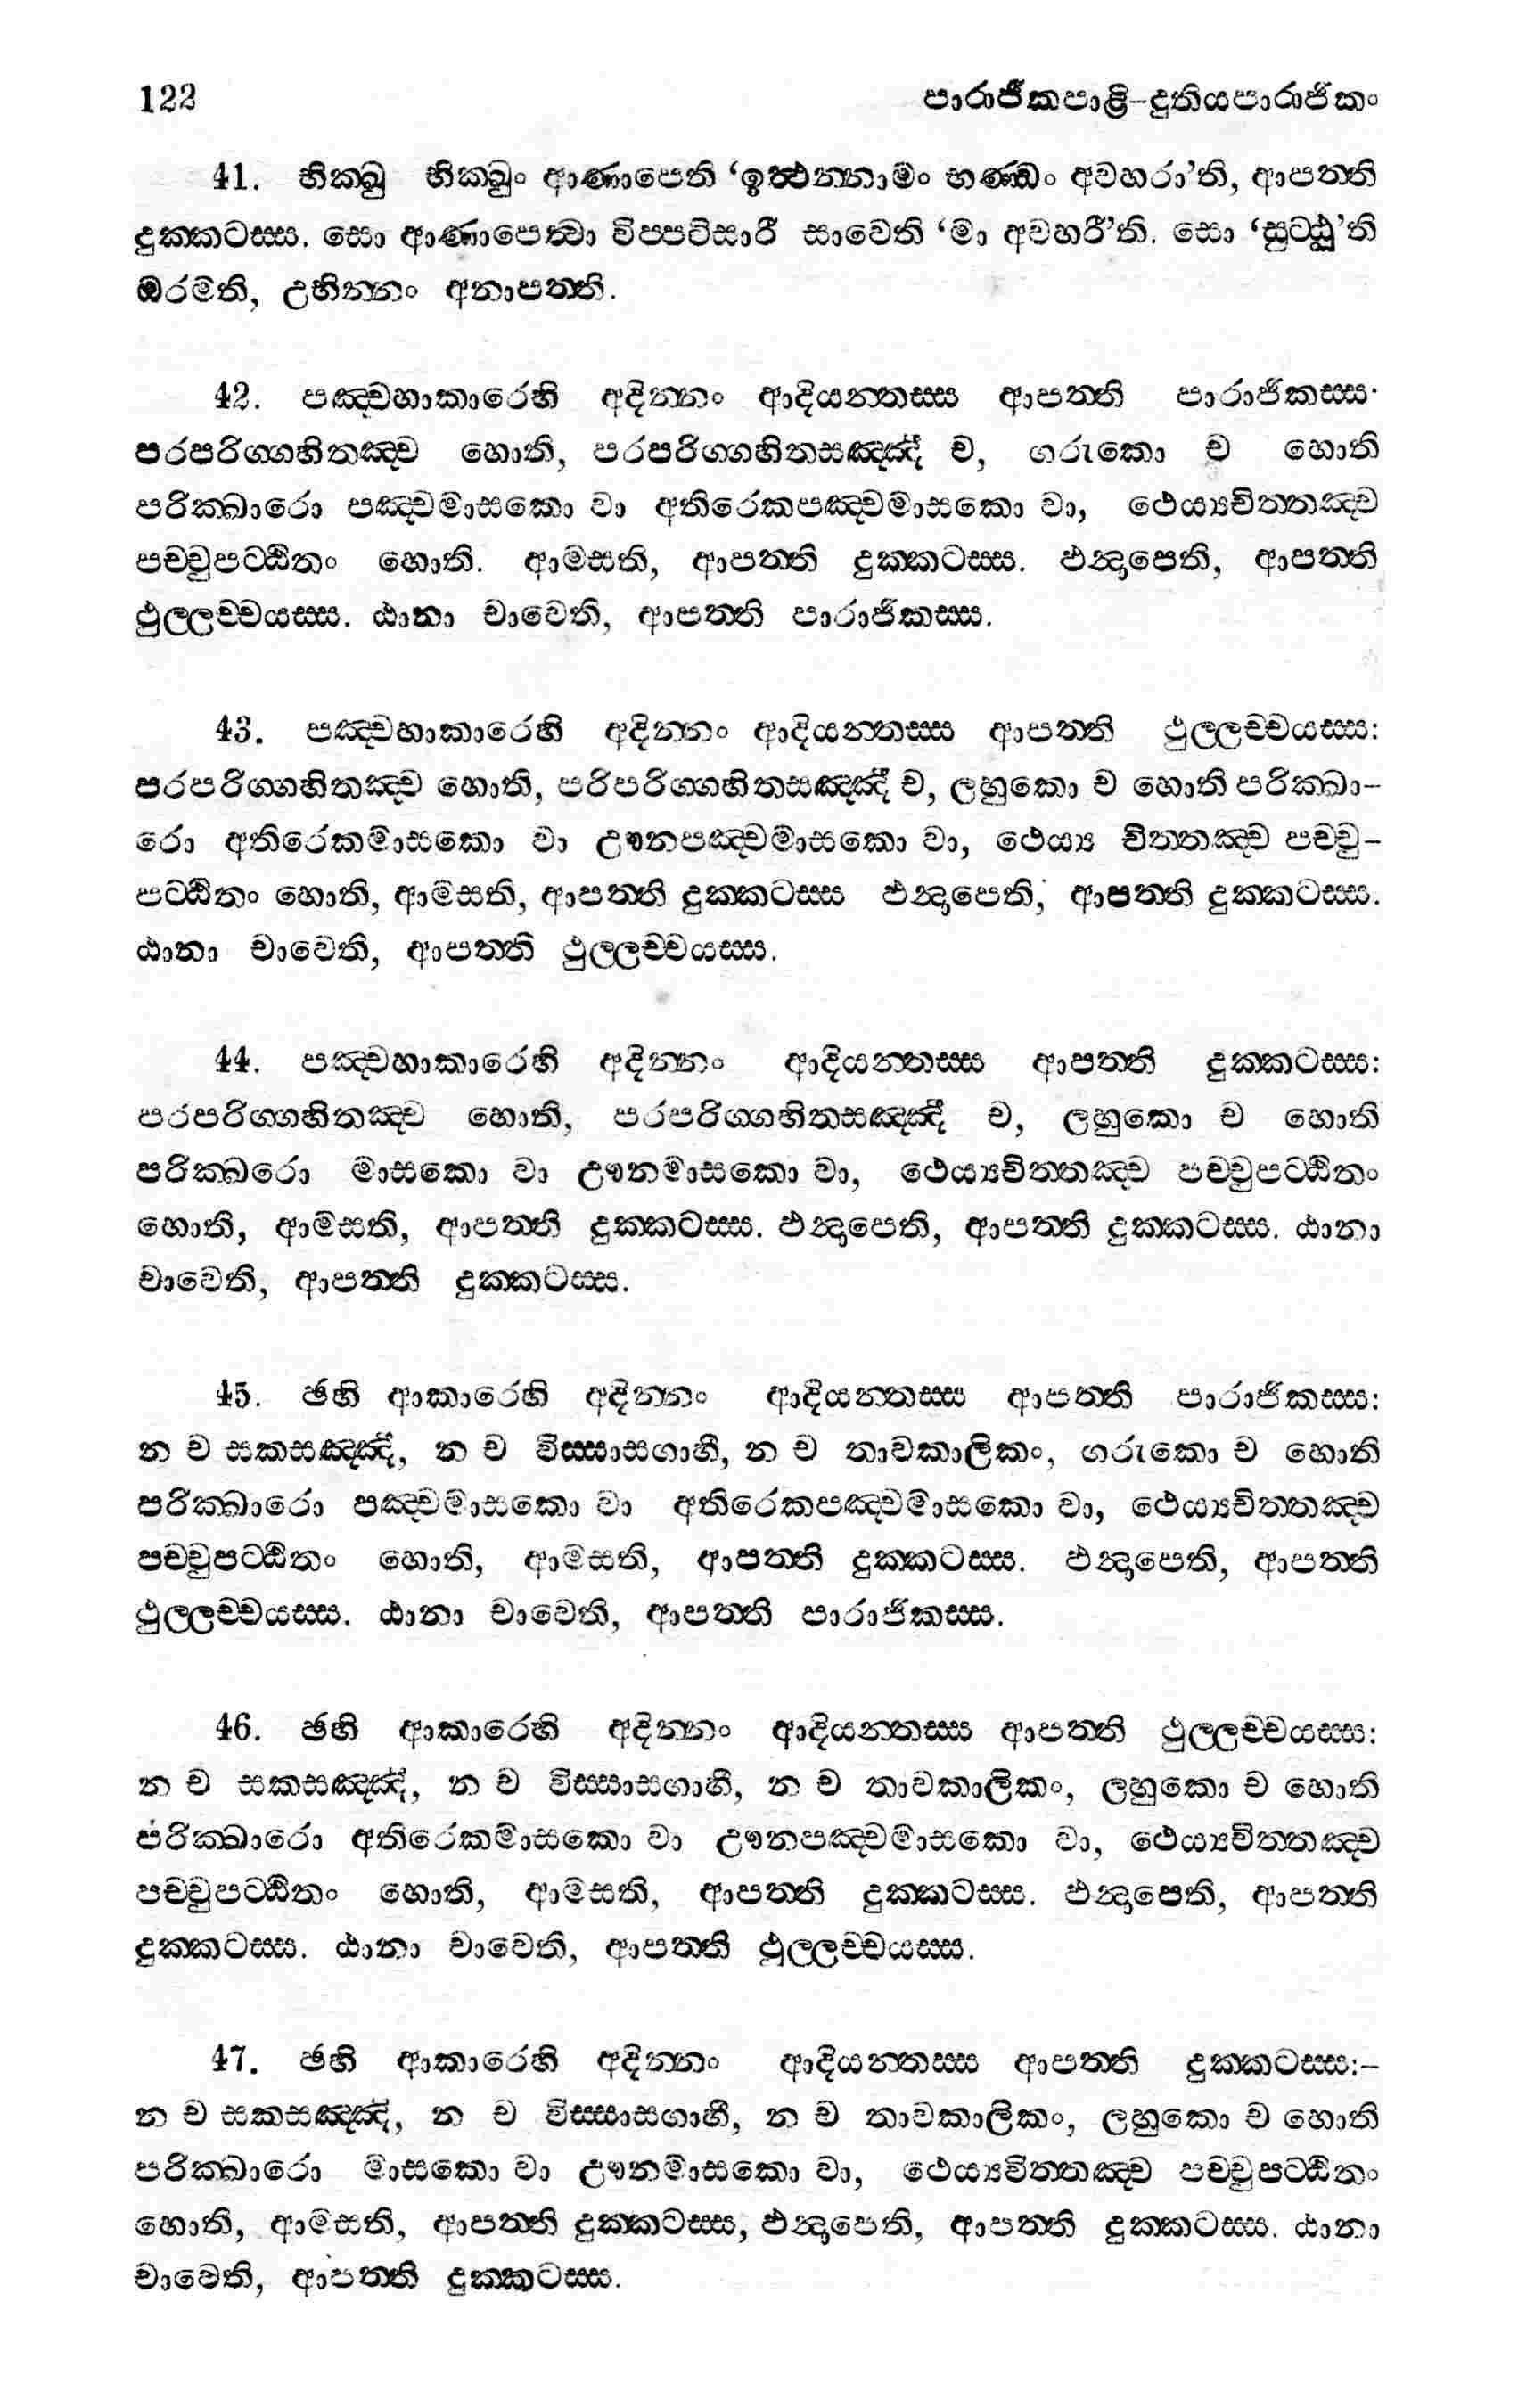 122 පාරාජිකපාළි-දුතියපාරාජිකං
41. භික්ඛු භික්ඛුං ආණාපෙති ‘ඉත්ථන්නාමං භණ්ඩං අවහරා’ති, ආපත්ති
දුක්කටස්ස. සො ආණාපෙත්වා විප්පටිසාරී සාවෙති ‘මා අවහරී’ති. සො ‘සුට්ඨූ’ති
ඔරමති, උභින්නං අනාපත්ති.
42. පඤ්චහාකාරෙහි අදින්නං ආදියන්තස්ස ආපත්ති පාරාජිකස්ස·
පරපරිග්ගහිතඤ්ච හොති, පරපරිග්ගහිතසඤ්ඤී ච, ගරුකො ච හොති
පරික්ඛාරො පඤ්චමාසකො වා අතිරෙකපඤ්චමාසකො වා, ථෙය්‍යචිත්තඤ්ච
පච්චුපට්ඨිතං හොති. ආමසති, ආපත්ති දුක්කටස්ස. ඵන්දාපෙති, ආපත්ති
ථුල්ලච්චයස්ස. ඨානා චාවෙති, ආපත්ති පාරාජිකස්ස.
43. පඤ්චහාකාරෙහි අදින්නං ආදියන්තස්ස ආපත්ති ථුල්ලච්චයස්ස:
පරපරිග්ගහිතඤ්ච හොති, පරිපරිග්ගහිතසඤ්ඤී ච, ලහුකො ච හොති පරික්ඛා-
රො අතිරෙකමාසකො වා ඌනපඤ්චමාසකො වා, ථෙය්‍ය චිත්තඤ්ච පච්චු-
පට්ඨිතං හොති, ආමසති, ආපත්ති දුක්කටස්ස ඵන්දාපෙති, ආපත්ති දුක්කටස්ස.
ඨානා චාවෙති, ආපත්ති ථුල්ලච්චයස්ස.
44. පඤ්චහාකාරෙහි අදින්නං ආදියන්තස්ස ආපත්ති දුක්කටස්ස:
පරපරිග්ගහිතඤ්ච හොති, පරපරිග්ගහිතසඤ්ඤී ච, ලහුකො ච හොති
පරික්ඛරො මාසකො වා ඌනමාසකො වා, ථෙය්‍යචිත්තඤ්ච පච්චුපට්ඨිතං
හොති, ආමසති, ආපත්ති දුක්කටස්ස. ඵන්දාපෙති, ආපත්ති දුක්කටස්ස. ඨානා
චාවෙති, ආපත්ති දුක්කටස්ස.
45. ඡහි ආකාරෙහි අදින්නං ආදියන්තස්ස ආපත්ති පාරාජිකස්ස:
න ච සකසඤ්ඤී, න ච විස්සාසගාහී, න ච තාවකාලිකං, ගරුකො ච හොති
පරික්ඛාරො පඤ්චමාසකො වා අතිරෙකපඤ්චමාසකො වා, ථෙය්‍යචිත්තඤ්ච
පච්චුපට්ඨිතං හොති, ආමසති, ආපත්ති දුක්කටස්ස. ඵන්දාපෙති, ආපත්ති
ථුල්ලච්චයස්ස. ඨානා චාවෙති, ආපත්ති පාරාජිකස්ස.
46. ඡහි ආකාරෙහි අදින්නං ආදියන්තස්ස ආපත්ති ථුල්ලච්චයස්ස:
න ච සකසඤ්ඤී, න ච විස්සාසගාහී, න ච තාවකාලිකං, ලහුකො ච හොති
පරික්ඛාරො අතිරෙකමාසකො වා ඌනපඤ්චමාසකො වා, ථෙය්‍යචිත්තඤ්ච
පච්චුපට්ඨිතං හොති, ආමසති, ආපත්ති දුක්කටස්ස. ඵන්දාපෙති, ආපත්ති
දුක්කටස්ස. ඨානා චාවෙති, ආපත්ති ථුල්ලච්චයස්ස.
47. ඡහි ආකාරෙහි අදින්නං ආදියන්තස්ස ආපත්ති දුක්කටස්ස:-
න ච සකසඤ්ඤී, න ච විස්සාසගාහී, න ච තාවකාලිකං, ලහුකො ච හොති
පරික්ඛාරො මාසකො වා ඌනමාසකො වා, ථෙය්‍යචිත්තඤ්ච පච්චුපට්ඨිතං
හොති, ආමසති, ආපත්ති දුක්කටස්ස, ඵන්දාපෙති, ආපත්ති දුක්කටස්ස. ඨානා
චාවෙති, ආපත්ති දුක්කටස්ස.